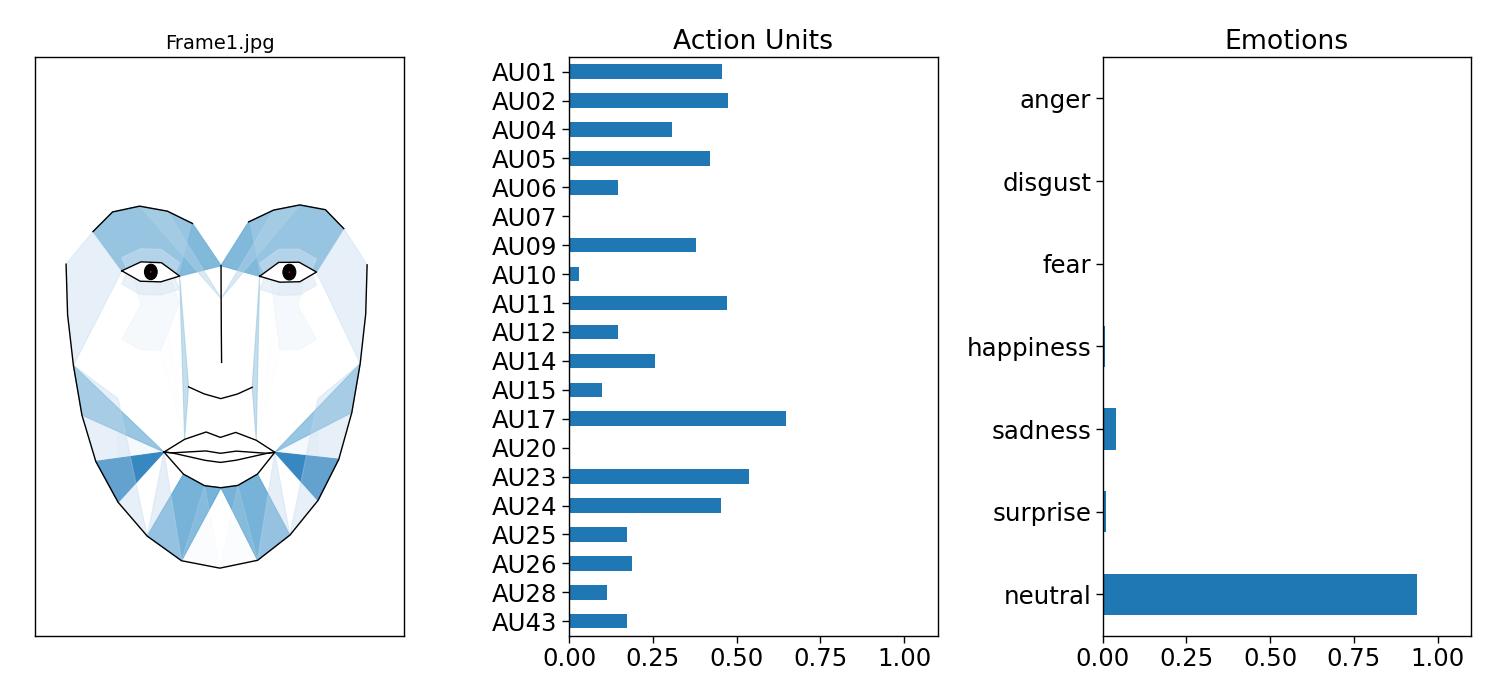 Frame1.jpg
Action Units
AU01
AU02
AU04
AU05
AU06
AU07
AU09
AU10
AU11
AU12
AU14
AU15
AU17
AU20
AU23
AU24
AU25
AU26
AU28
AU43
0.00 0.25 0.50 0.75 1.00
Emotions
anger
disgust
fear
happiness
sadness
surprise
neutral
0.00 0.25 0.50 0.75 1.00